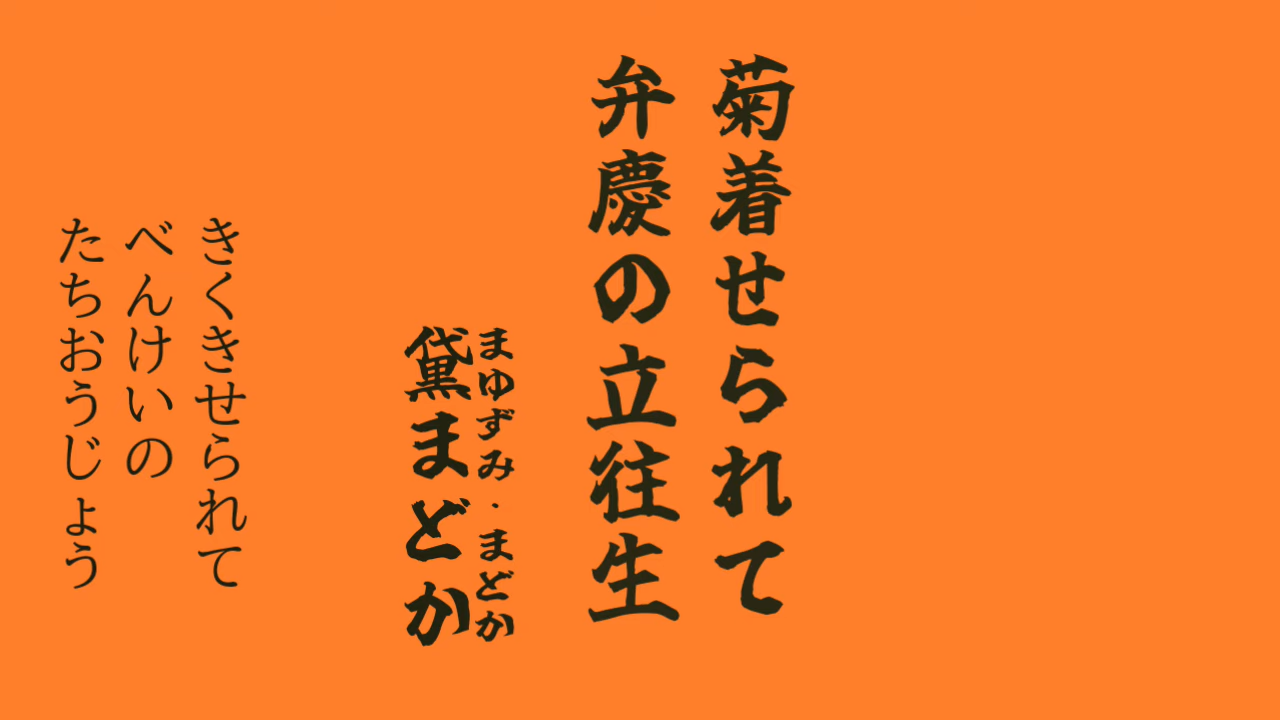 菊着せられて
弁慶の立往生
まゆずみ・まどか
黛まどか
きくきせられて
べんけいの
たちおうじょう